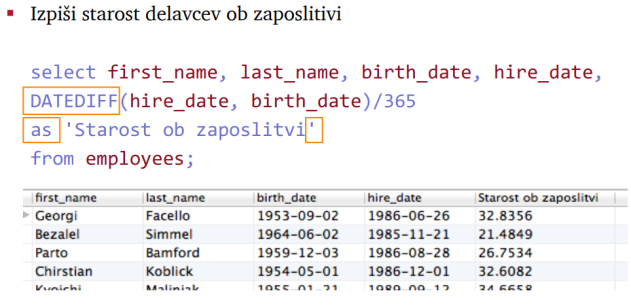 Izpiši starost delavcev ob zaposlitivi
select first_name, last_name, birth_date, hire_date,
DATEDIFF(hire_date, birth_date)/365
as 'Starost ob zaposlitvi'
from employees;
first_name last_name birth_date hire_date Starost ob zaposlitvi
Georgi Facello 1953-09-02 1986-06-26 32.8356
Bezalel Simmel 1964-06-02 1985-11-21 21.4849
Parto Bamford 1959-12-03 1986-08-28 26.7534
Chirstian Koblick 1954-05-01 1986-12-01 32.6082
Kyoichi Maliniak 1955-01-21 1989-09-12 34.6658